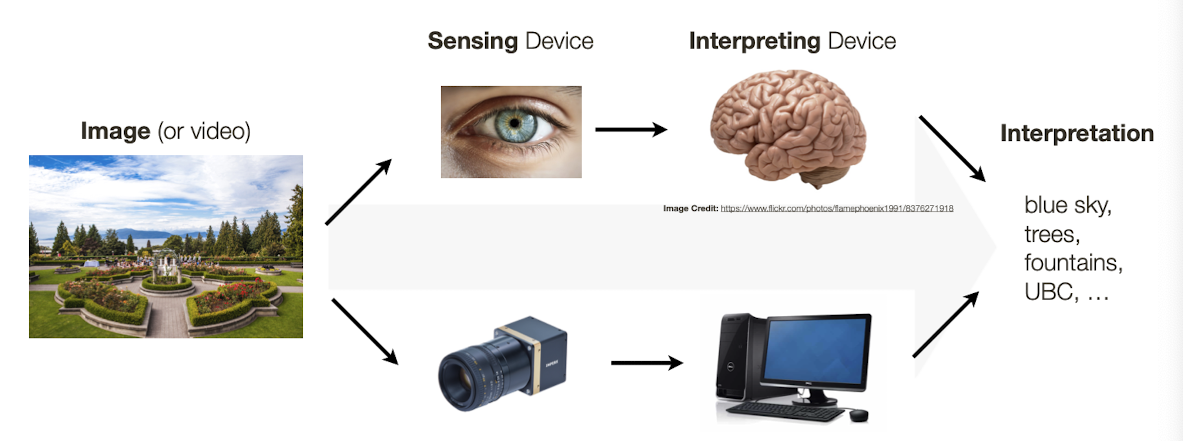 Sensing Device
Interpreting Device
Image (or video)
Interpretation
Image Credit: https://www.flickr.com/photos/flamephoenix1991/8376271918
blue sky,
trees,
fountains,
UBC, …